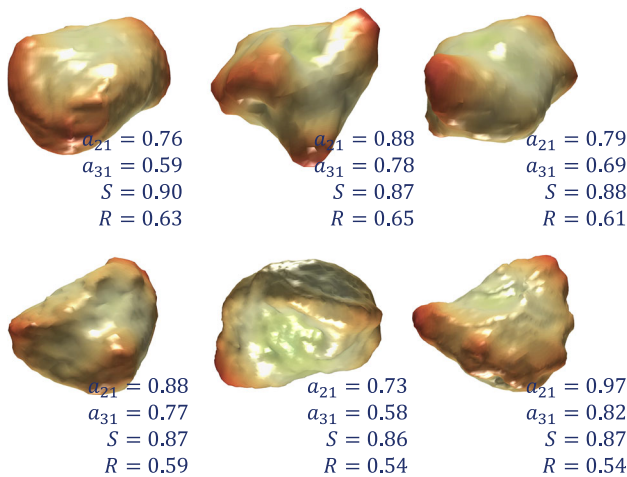 a₂₁ = 0.76
a₃₁ = 0.59
S = 0.90
R = 0.63
a₂₁ = 0.88
a₃₁ = 0.78
S = 0.87
R = 0.65
a₂₁ = 0.79
a₃₁ = 0.69
S = 0.88
R = 0.61
a₂₁ = 0.88
a₃₁ = 0.77
S = 0.87
R = 0.59
a₂₁ = 0.73
a₃₁ = 0.58
S = 0.86
R = 0.54
a₂₁ = 0.97
a₃₁ = 0.82
S = 0.87
R = 0.54